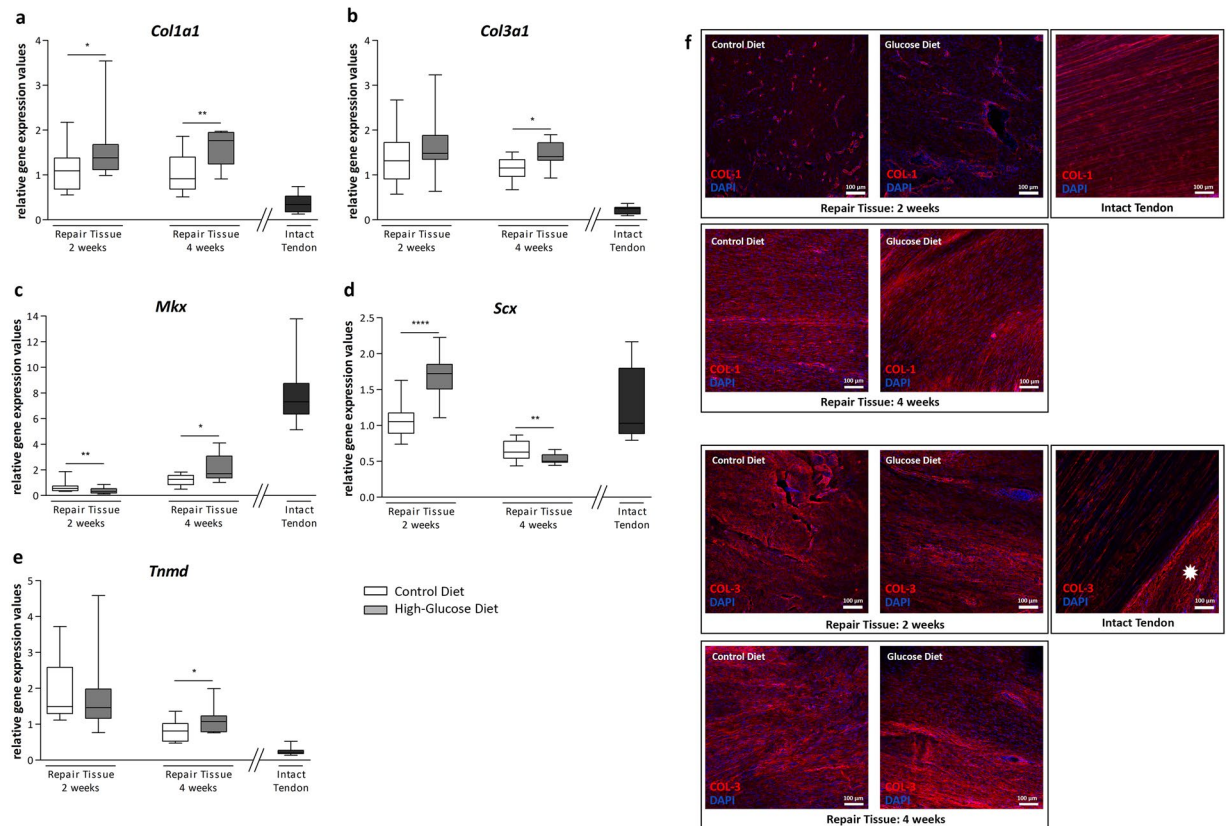 a
Col1a1
relative gene expression values
4
3
2
1
0
*
**
Repair Tissue
2 weeks
Repair Tissue
4 weeks
Intact
Tendon
b
Col3a1
relative gene expression values
4
3
2
1
0
*
Repair Tissue
2 weeks
Repair Tissue
4 weeks
Intact
Tendon
c
Mkx
relative gene expression values
14
12
10
8
6
4
2
0
**
*
Repair Tissue
2 weeks
Repair Tissue
4 weeks
Intact
Tendon
d
Scx
relative gene expression values
2.5
2.0
1.5
1.0
0.5
0.0
****
**
Repair Tissue
2 weeks
Repair Tissue
4 weeks
Intact
Tendon
e
Tnmd
relative gene expression values
5
4
3
2
1
0
*
Repair Tissue
2 weeks
Repair Tissue
4 weeks
Intact
Tendon
Control Diet
High-Glucose Diet
f
Control Diet
COL-1
DAPI
100 µm
Glucose Diet
COL-1
DAPI
100 µm
Repair Tissue: 2 weeks
COL-1
DAPI
100 µm
Intact Tendon
Control Diet
COL-1
DAPI
100 µm
Glucose Diet
COL-1
DAPI
100 µm
Repair Tissue: 4 weeks
Control Diet
COL-3
DAPI
100 µm
Glucose Diet
COL-3
DAPI
100 µm
Repair Tissue: 2 weeks
COL-3
DAPI
100 µm
Intact Tendon
Control Diet
COL-3
DAPI
100 µm
Glucose Diet
COL-3
DAPI
100 µm
Repair Tissue: 4 weeks